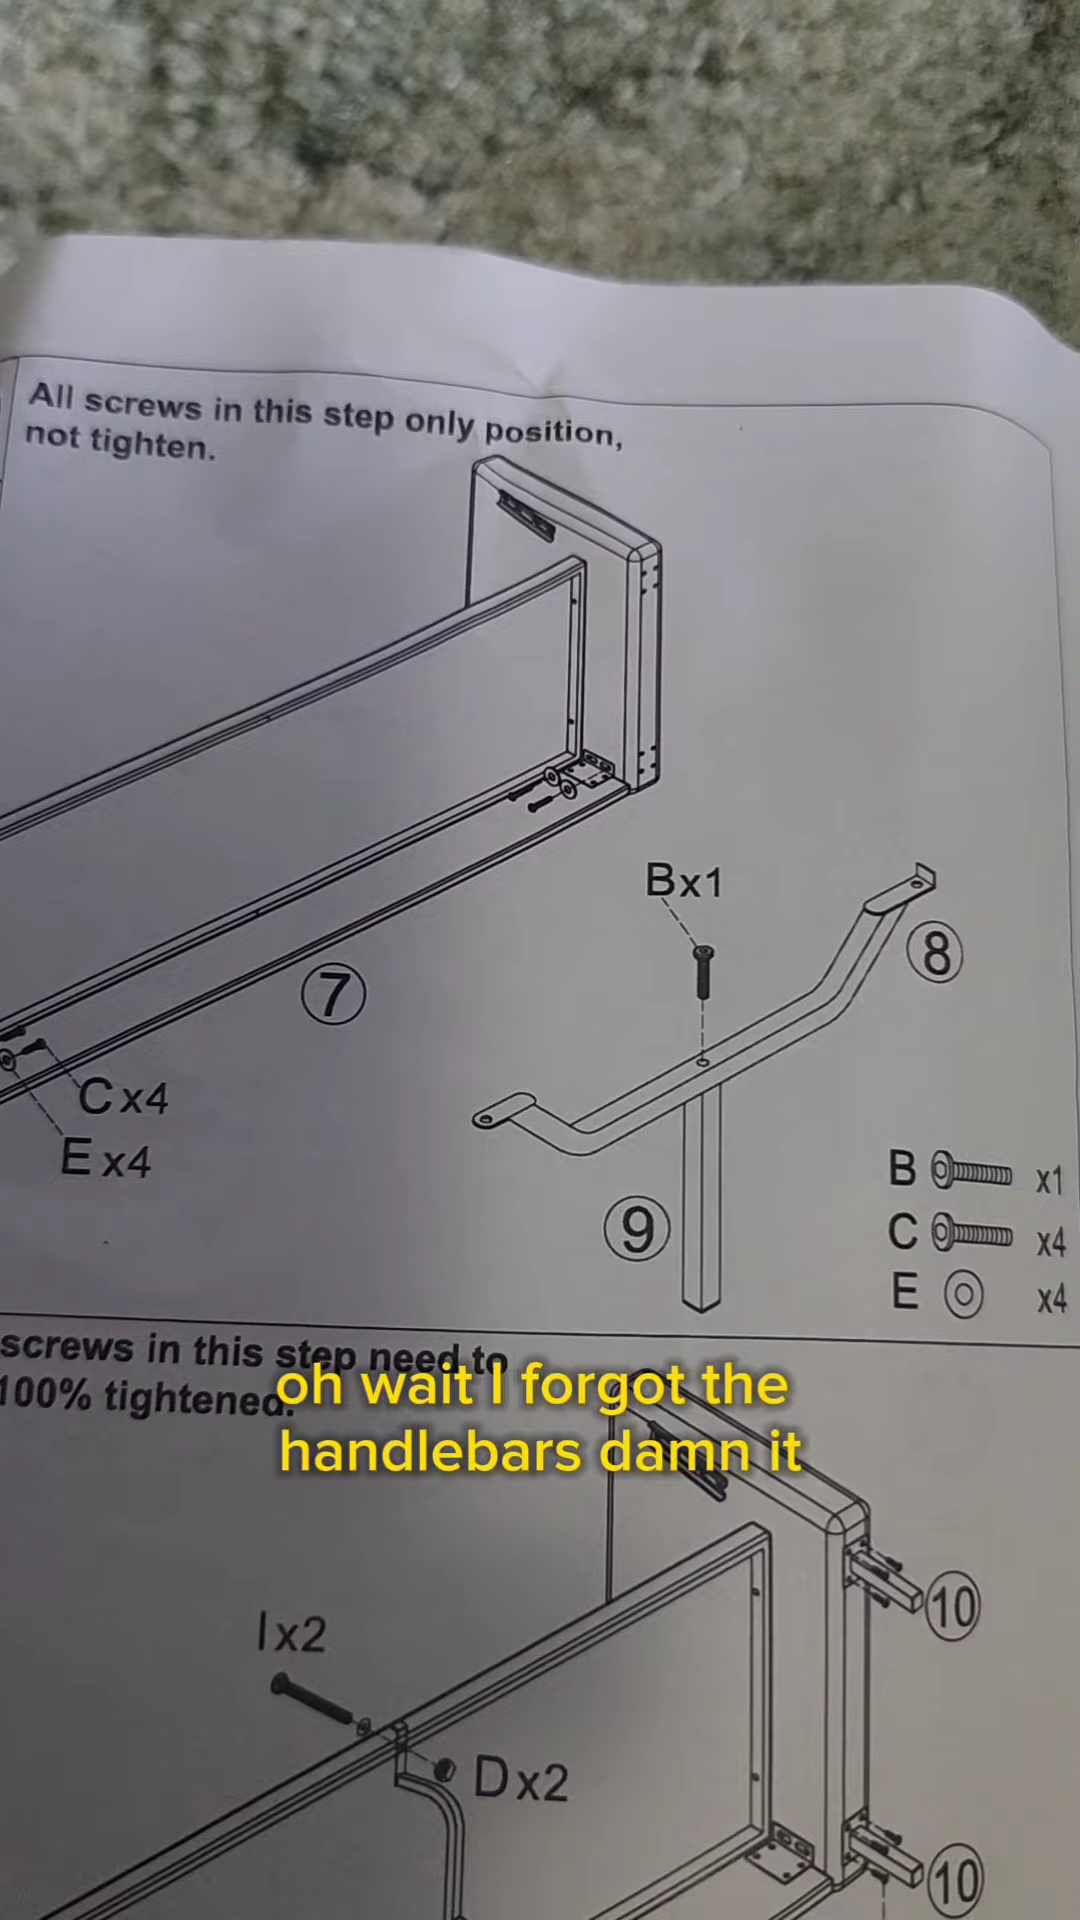 All screws in this step only position,
not tighten.
Bx1
8
7
Cx4
Ex4
9
B x1
C x4
E x4
screws in this step need to
100% tightened.
oh wait I forgot the
handlebars damn it
10
Ix2
Dx2
10